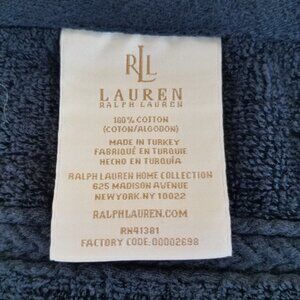 RLL
LAUREN
RALPH LAUREN
100% COTTON
(COTON/ALGODON)
MADE IN TURKEY
FABRIQUÉ EN TURQUIE
HECHO EN TURQUÍA
RALPH LAUREN HOME COLLECTION
625 MADISON AVENUE
NEW YORK, NY 10022
RALPHLAUREN.COM
RN41381
FACTORY CODE: 00002698